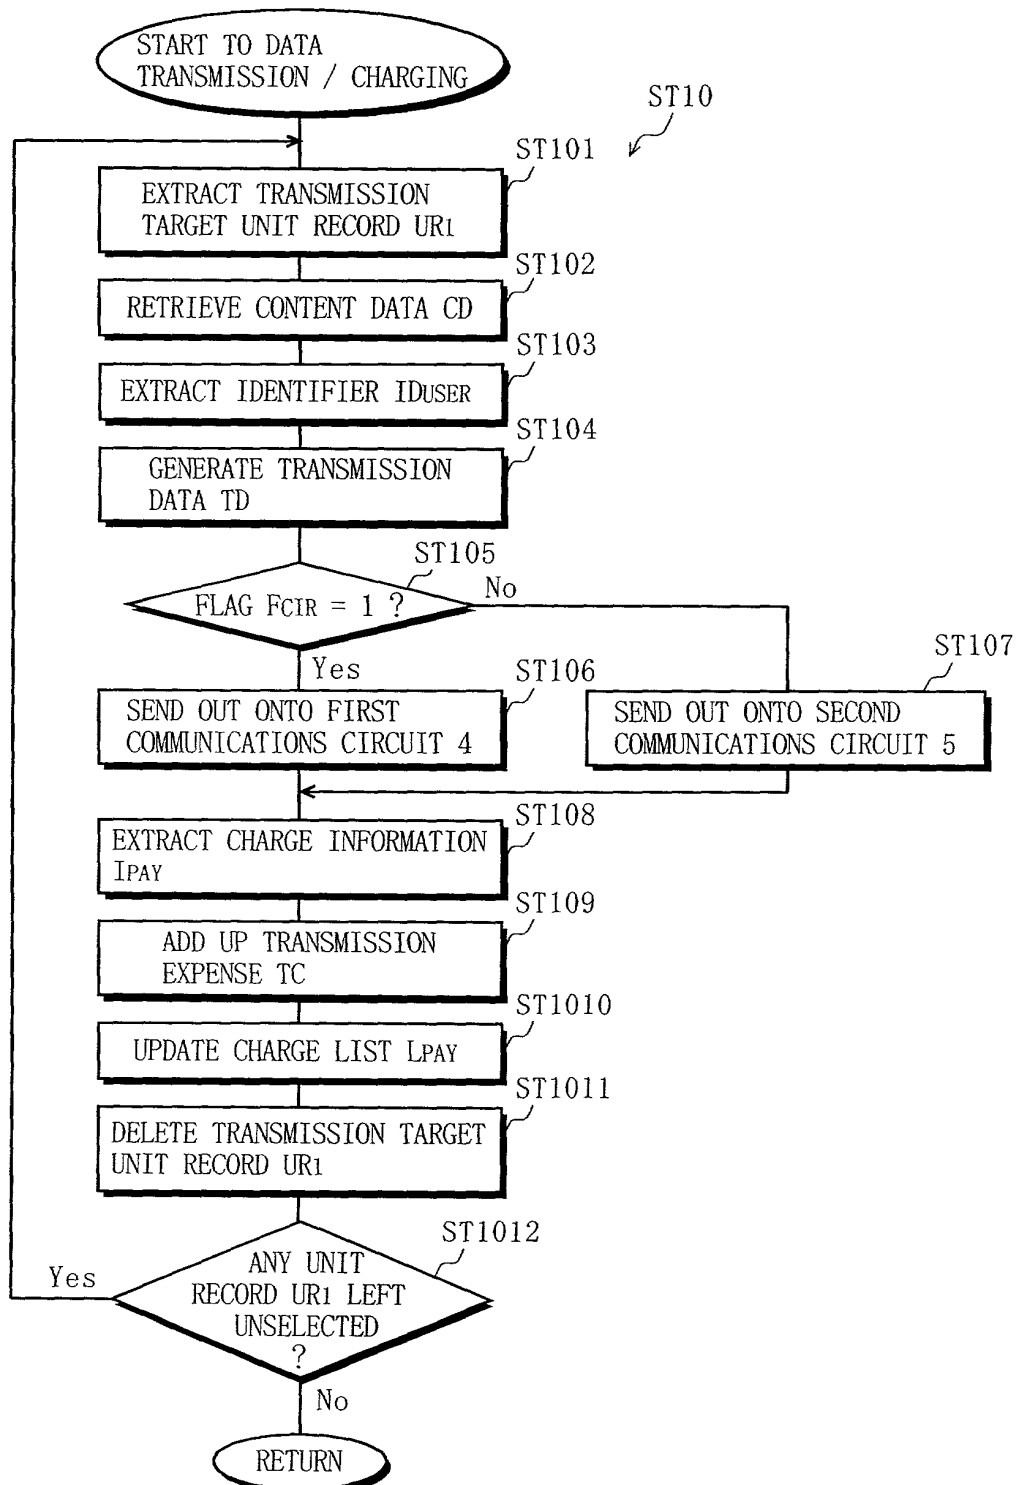 START TO DATA
TRANSMISSION / CHARGING
ST10
ST101
EXTRACT TRANSMISSION
TARGET UNIT RECORD UR1
ST102
RETRIEVE CONTENT DATA CD
ST103
EXTRACT IDENTIFIER IDUSER
ST104
GENERATE TRANSMISSION
DATA TD
ST105
FLAG FCIR = 1 ?
No
Yes
ST106
SEND OUT ONTO FIRST
COMMUNICATIONS CIRCUIT 4
ST107
SEND OUT ONTO SECOND
COMMUNICATIONS CIRCUIT 5
ST108
EXTRACT CHARGE INFORMATION
IPAY
ST109
ADD UP TRANSMISSION
EXPENSE TC
ST1010
UPDATE CHARGE LIST LPAY
ST1011
DELETE TRANSMISSION TARGET
UNIT RECORD UR1
ST1012
ANY UNIT
RECORD UR1 LEFT
UNSELECTED
?
Yes
No
RETURN